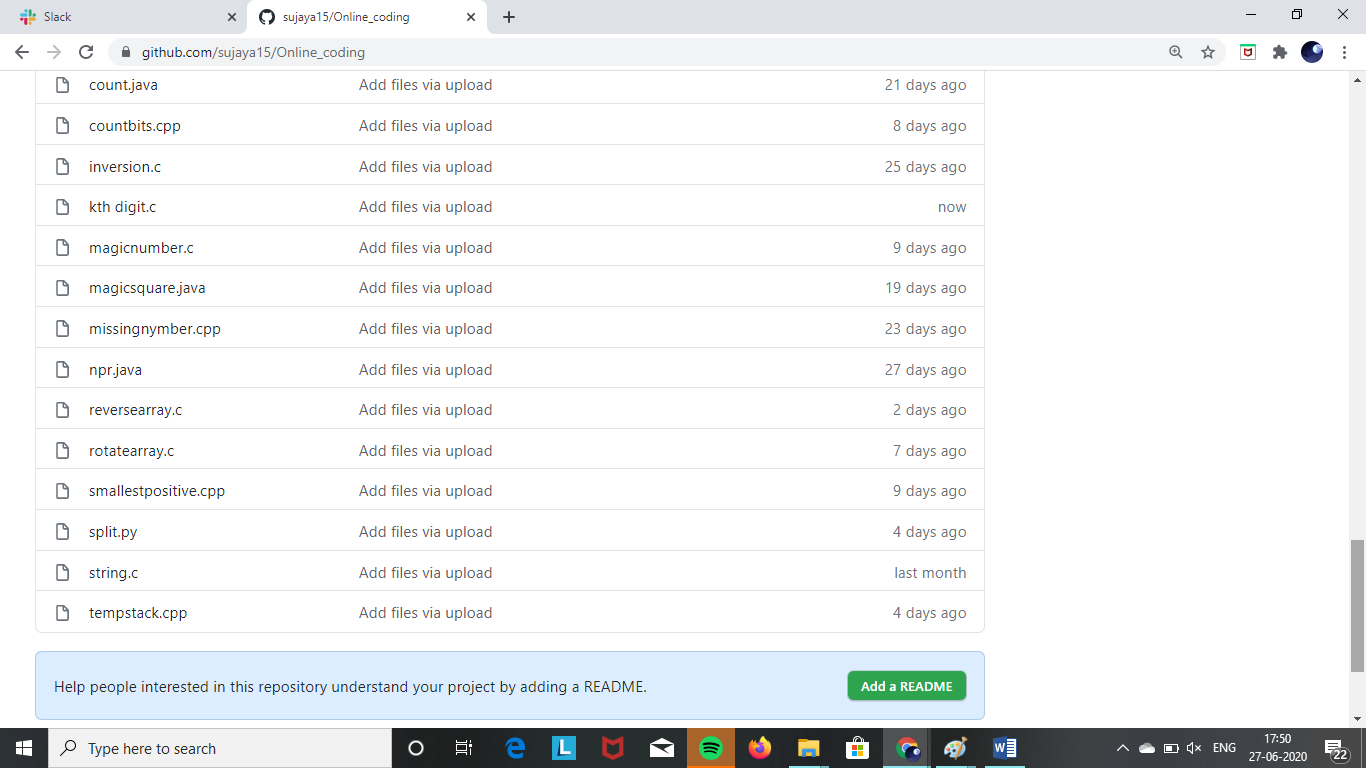 Slack
sujaya15/Online_coding
github.com/sujaya15/Online_coding
count.java Add files via upload 21 days ago
countbits.cpp Add files via upload 8 days ago
inversion.c Add files via upload 25 days ago
kth digit.c Add files via upload now
magicnumber.c Add files via upload 9 days ago
magicsquare.java Add files via upload 19 days ago
missingnymber.cpp Add files via upload 23 days ago
npr.java Add files via upload 27 days ago
reversearray.c Add files via upload 2 days ago
rotatearray.c Add files via upload 7 days ago
smallestpositive.cpp Add files via upload 9 days ago
split.py Add files via upload 4 days ago
string.c Add files via upload last month
tempstack.cpp Add files via upload 4 days ago
Help people interested in this repository understand your project by adding a README. Add a README
Type here to search
L
W
ENG
17:50
27-06-2020
22